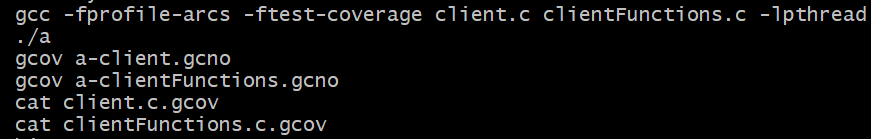 gcc -fprofile-arcs -ftest-coverage client.c clientFunctions.c -lpthread
./a
gcov a-client.gcno
gcov a-clientFunctions.gcno
cat client.c.gcov
cat clientFunctions.c.gcov